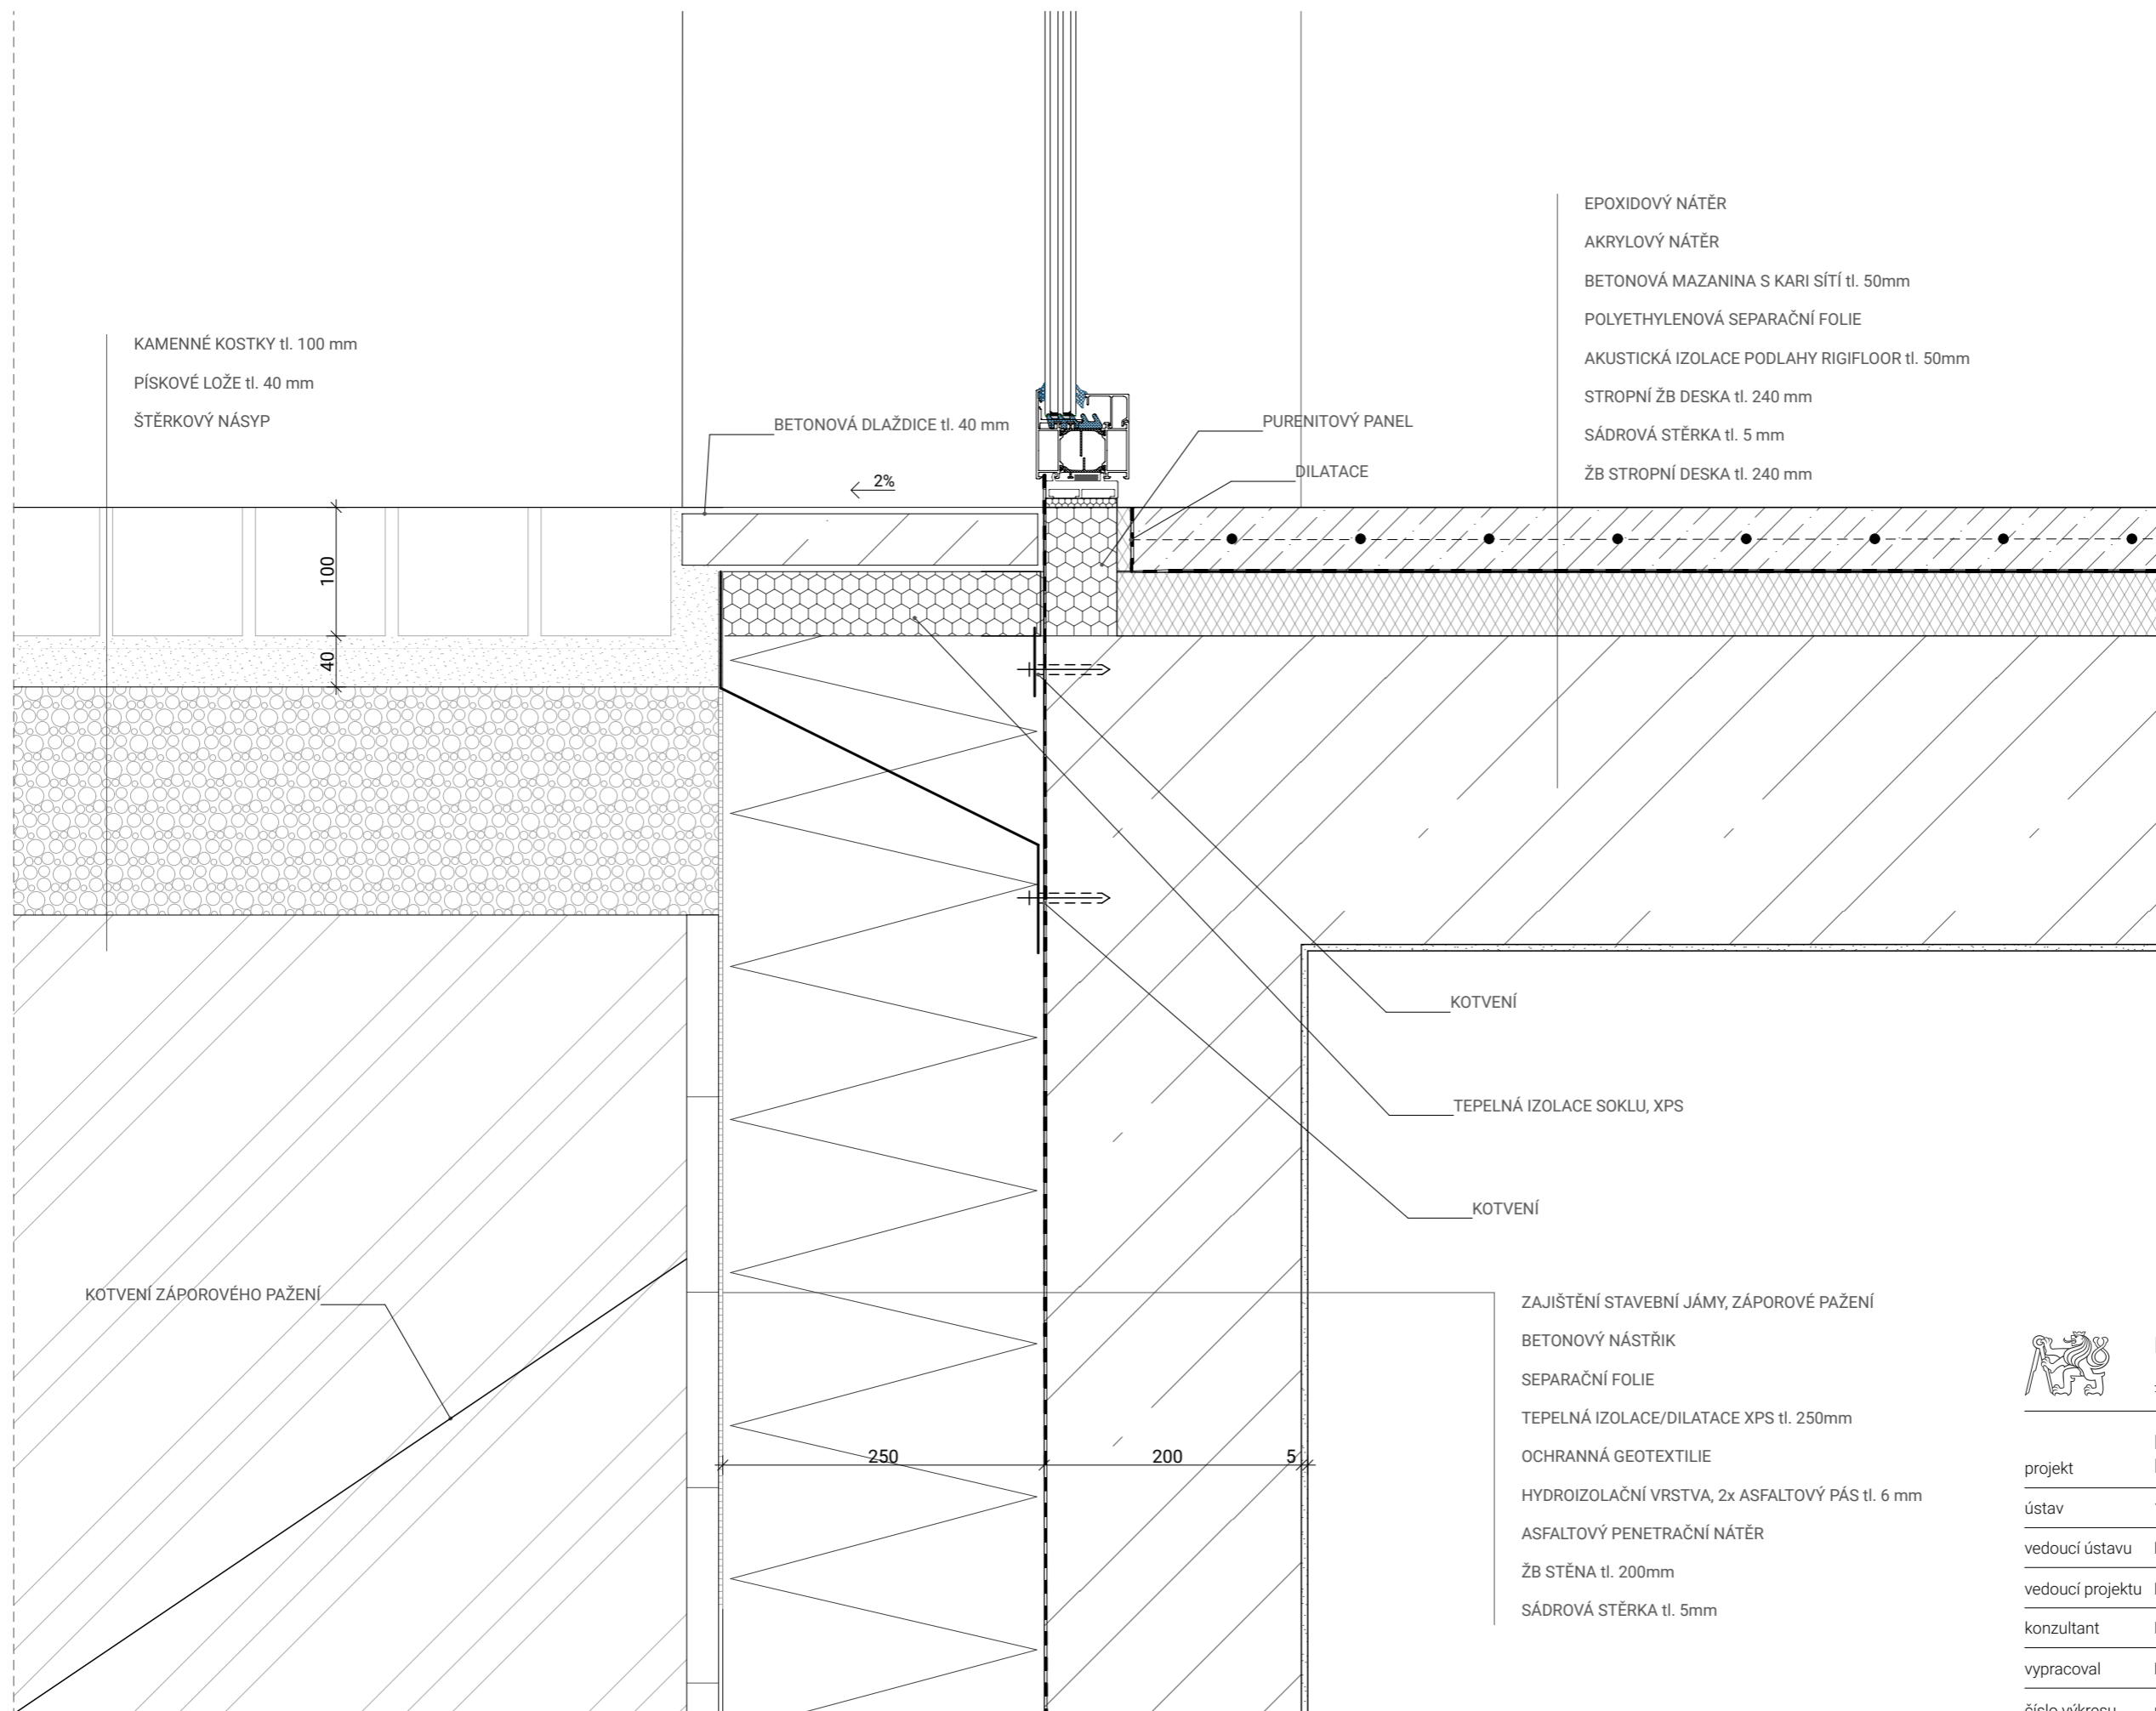 EPOXIDOVÝ NÁTĚR
AKRYLOVÝ NÁTĚR
BETONOVÁ MAZANINA S KARI SÍTÍ tl. 50mm
POLYETHYLENOVÁ SEPARAČNÍ FOLIE
AKUSTICKÁ IZOLACE PODLAHY RIGIFLOOR tl. 50mm
STROPNÍ ŽB DESKA tl. 240 mm
SÁDROVÁ STĚRKA tl. 5 mm
ŽB STROPNÍ DESKA tl. 240 mm
KAMENNÉ KOSTKY tl. 100 mm
PÍSKOVÉ LOŽE tl. 40 mm
ŠTĚRKOVÝ NÁSYP
BETONOVÁ DLAŽDICE tl. 40 mm
PURENITOVÝ PANEL
DILATACE
2%
100
40
KOTVENÍ
TEPELNÁ IZOLACE SOKLU, XPS
KOTVENÍ
KOTVENÍ ZÁPOROVÉHO PAŽENÍ
ZAJIŠTĚNÍ STAVEBNÍ JÁMY, ZÁPOROVÉ PAŽENÍ
BETONOVÝ NÁSTŘIK
SEPARAČNÍ FOLIE
TEPELNÁ IZOLACE/DILATACE XPS tl. 250mm
OCHRANNÁ GEOTEXTILIE
HYDROIZOLAČNÍ VRSTVA, 2x ASFALTOVÝ PÁS tl. 6 mm
ASFALTOVÝ PENETRAČNÍ NÁTĚR
ŽB STĚNA tl. 200mm
SÁDROVÁ STĚRKA tl. 5mm
250
200
5
projekt
ústav
vedoucí ústavu
vedoucí projektu
konzultant
vypracoval
číslo výkresu